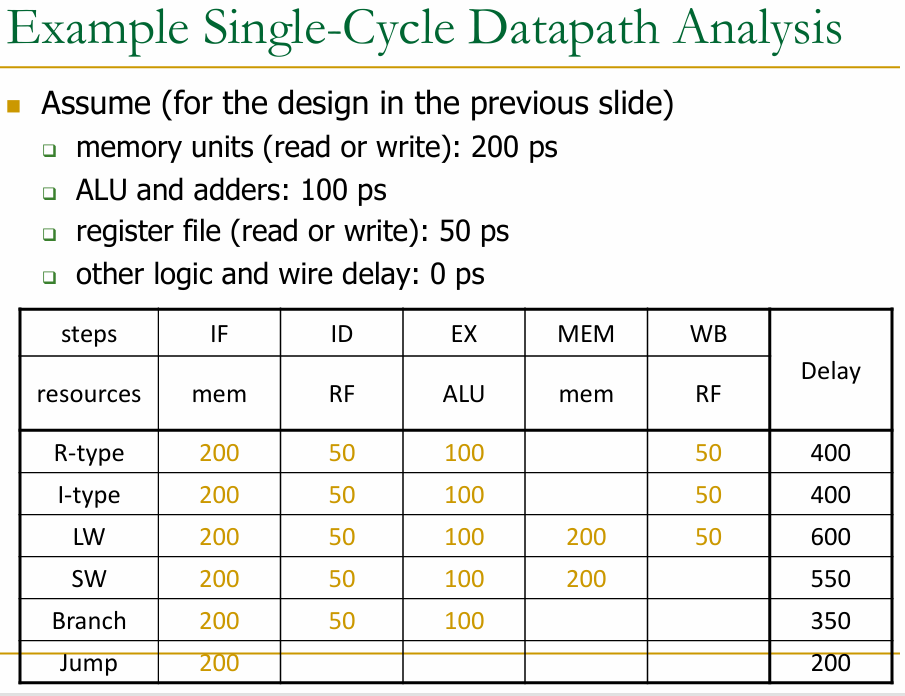 Example Single-Cycle Datapath Analysis
Assume (for the design in the previous slide)
memory units (read or write): 200 ps
ALU and adders: 100 ps
register file (read or write): 50 ps
other logic and wire delay: 0 ps
steps IF ID EX MEM WB Delay
resources mem RF ALU mem RF
R-type 200 50 100 50 400
I-type 200 50 100 50 400
LW 200 50 100 200 50 600
SW 200 50 100 200 550
Branch 200 50 100 350
Jump 200 200